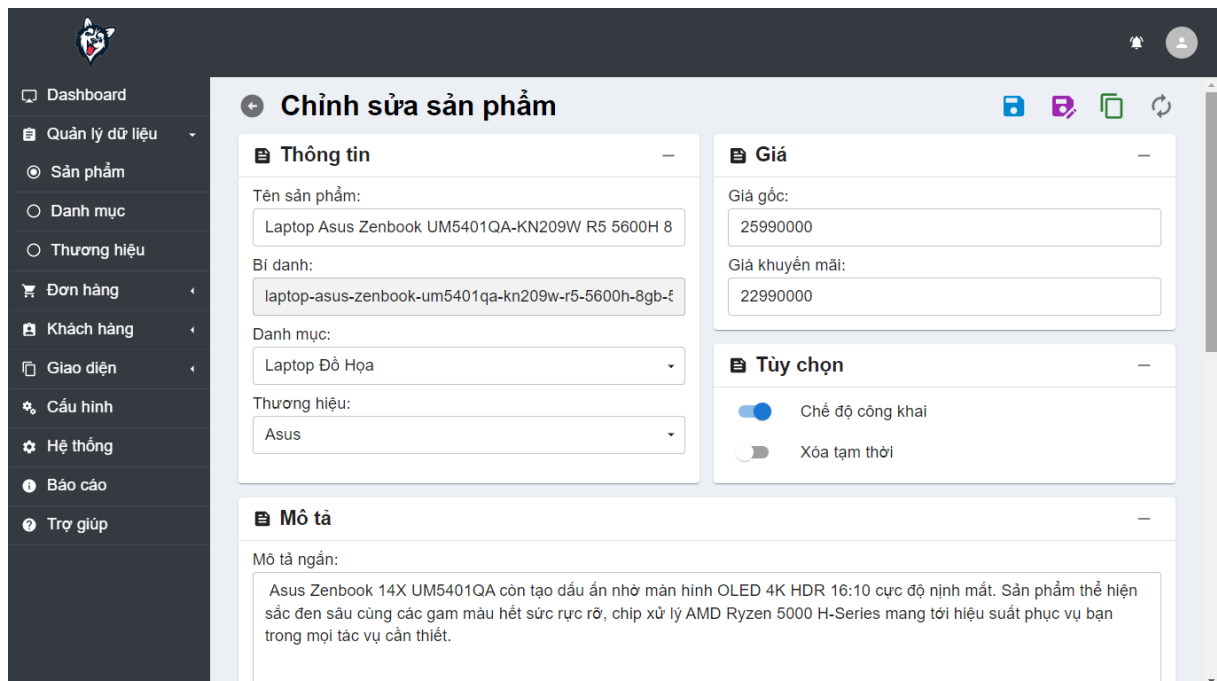 Dashboard
Quản lý dữ liệu
Sản phẩm
Danh mục
Thương hiệu
Đơn hàng
Khách hàng
Giao diện
Cấu hình
Hệ thống
Báo cáo
Trợ giúp
Chỉnh sửa sản phẩm
Thông tin
Tên sản phẩm:
Laptop Asus Zenbook UM5401QA-KN209W R5 5600H 8
Bí danh:
laptop-asus-zenbook-um5401qa-kn209w-r5-5600h-8gb-5
Danh mục:
Laptop Đồ Họa
Thương hiệu:
Asus
Giá
Giá gốc:
25990000
Giá khuyến mãi:
22990000
Tùy chọn
Chế độ công khai
Xóa tạm thời
Mô tả
Mô tả ngắn:
Asus Zenbook 14X UM5401QA còn tạo dấu ấn nhờ màn hình OLED 4K HDR 16:10 cực độ nịnh mắt. Sản phẩm thể hiện
sắc đen sâu cùng các gam màu hết sức rực rỡ, chip xử lý AMD Ryzen 5000 H-Series mang tới hiệu suất phục vụ bạn
trong mọi tác vụ cần thiết.